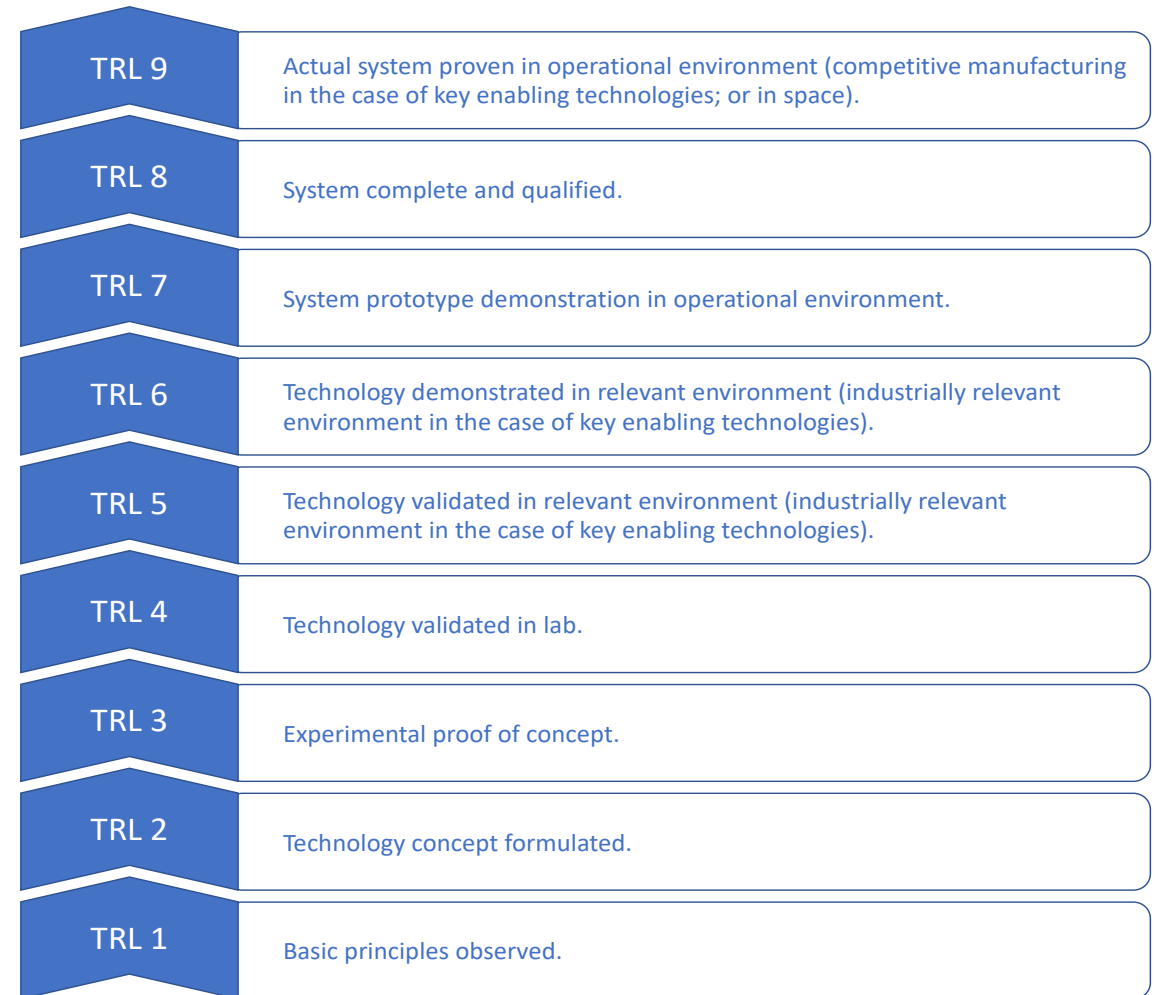 TRL 9
Actual system proven in operational environment (competitive manufacturing
in the case of key enabling technologies; or in space).
TRL 8
System complete and qualified.
TRL 7
System prototype demonstration in operational environment.
TRL 6
Technology demonstrated in relevant environment (industrially relevant
environment in the case of key enabling technologies).
TRL 5
Technology validated in relevant environment (industrially relevant
environment in the case of key enabling technologies).
TRL 4
Technology validated in lab.
TRL 3
Experimental proof of concept.
TRL 2
Technology concept formulated.
TRL 1
Basic principles observed.